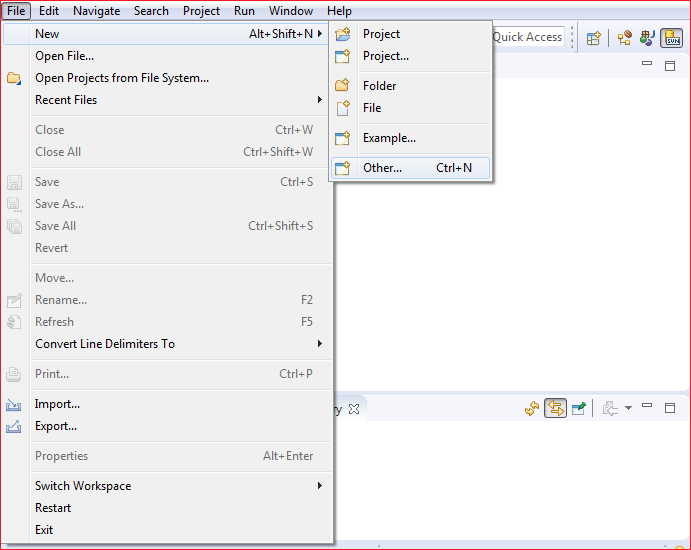 File Edit Navigate Search Project Run Window Help
New Alt+Shift+N
Open File...
Open Projects from File System...
Recent Files
Close Ctrl+W
Close All Ctrl+Shift+W
Save Ctrl+S
Save As...
Save All Ctrl+Shift+S
Revert
Move...
Rename... F2
Refresh F5
Convert Line Delimiters To
Print... Ctrl+P
Import...
Export...
Properties Alt+Enter
Switch Workspace
Restart
Exit
Project
Project...
Folder
File
Example...
Other... Ctrl+N
Quick Access
SUN